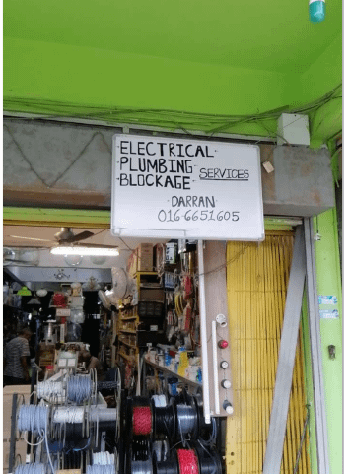 ·ELECTRICAL·
·PLUMBING· SERVICES
·BLOCKAGE·
·DARRAN·
016-6651605